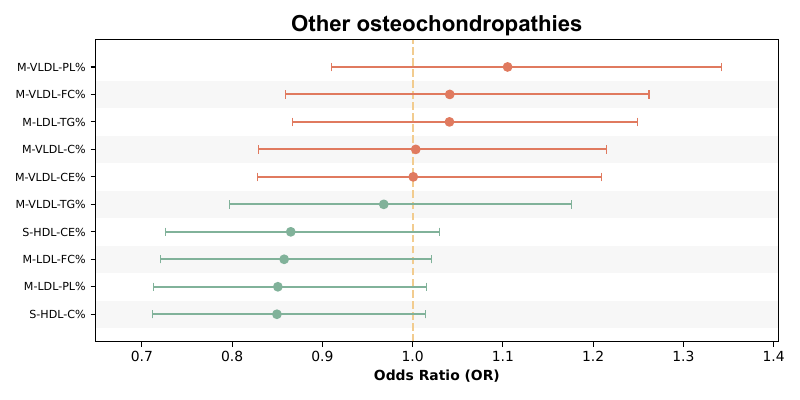 Other osteochondropathies
M-VLDL-PL%
M-VLDL-FC%
M-LDL-TG%
M-VLDL-C%
M-VLDL-CE%
M-VLDL-TG%
S-HDL-CE%
M-LDL-FC%
M-LDL-PL%
S-HDL-C%
0.7 0.8 0.9 1.0 1.1 1.2 1.3 1.4
Odds Ratio (OR)